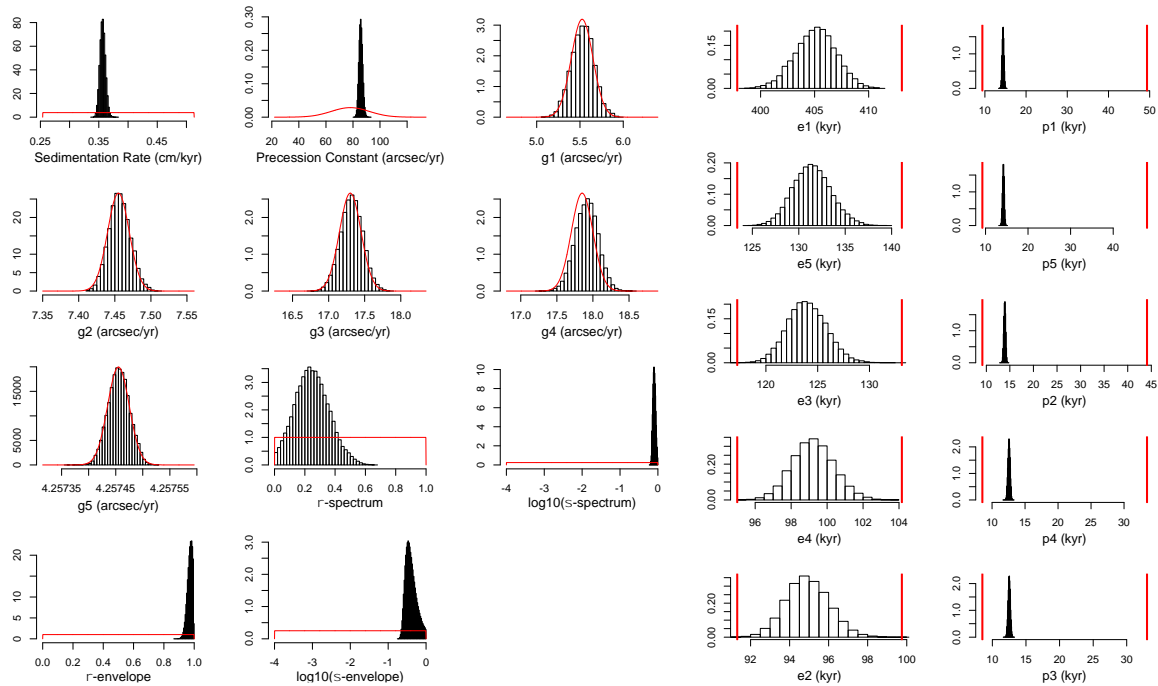 0 20 40 60 80
0.25 0.35 0.45
Sedimentation Rate (cm/kyr)
0.00 0.10 0.20 0.30
20 40 60 80 100
Precession Constant (arcsec/yr)
0.0 1.0 2.0 3.0
5.0 5.5 6.0
g1 (arcsec/yr)
0 5 10 20
7.35 7.45 7.55
g2 (arcsec/yr)
0.0 1.0 2.0
16.5 17.0 17.5 18.0
g3 (arcsec/yr)
0.0 1.0 2.0
17.0 17.5 18.0 18.5
g4 (arcsec/yr)
0 5000 15000
4.25735 4.25745 4.25755
g5 (arcsec/yr)
0.0 1.0 2.0 3.0
0.0 0.2 0.4 0.6 0.8 1.0
r-spectrum
0 2 4 6 8 10
-4 -3 -2 -1 0
log10(s-spectrum)
0 5 10 20
0.0 0.2 0.4 0.6 0.8 1.0
r-envelope
0.0 1.0 2.0 3.0
-4 -3 -2 -1 0
log10(s-envelope)
0.00 0.15
400 405 410
e1 (kyr)
0.0 1.0
10 20 30 40 50
p1 (kyr)
0.00 0.10 0.20
125 130 135 140
e5 (kyr)
0.0 1.0
10 20 30 40
p5 (kyr)
0.00 0.15
120 125 130
e3 (kyr)
0.0 1.0
10 15 20 25 30 35 40 45
p2 (kyr)
0.00 0.20
96 98 100 102 104
e4 (kyr)
0.0 1.0 2.0
10 15 20 25 30
p4 (kyr)
0.00 0.20
92 94 96 98 100
e2 (kyr)
0.0 1.0 2.0
10 15 20 25 30
p3 (kyr)